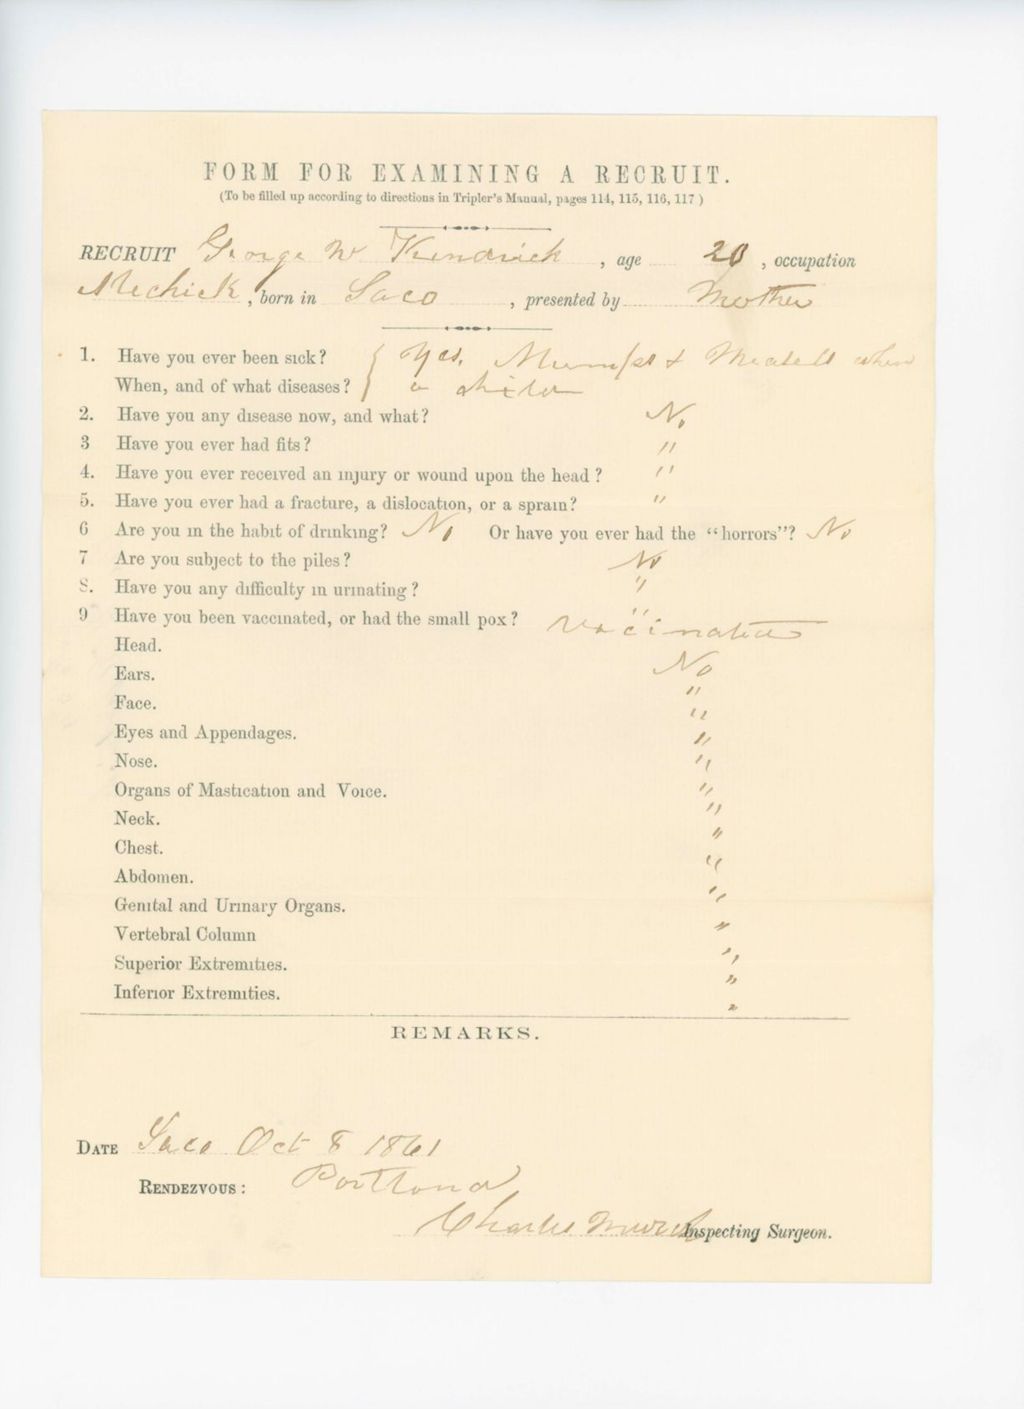 FORM FOR EXAMINING A RECRUIT.
(To be filled up according to directions in Tripler's Manual, pages 114, 115, 116, 117)
RECRUIT George W Kendrick, age 20, occupation
Mechick, born in Saco, presented by Mother
1. Have you ever been sick? { Yes, Mumps & Measels when
When, and of what diseases? { a child
2. Have you any disease now, and what? No
3 Have you ever had fits? "
4. Have you ever received an injury or wound upon the head? "
5. Have you ever had a fracture, a dislocation, or a sprain? "
6 Are you in the habit of drinking? No Or have you ever had the "horrors"? No
7 Are you subject to the piles? No
8. Have you any difficulty in urinating? "
9 Have you been vaccinated, or had the small pox? " Vaccinated
Head. No
Ears. "
Face. "
Eyes and Appendages. "
Nose. "
Organs of Mastication and Voice. "
Neck. "
Chest. "
Abdomen. "
Genital and Urinary Organs. "
Vertebral Column "
Superior Extremities. "
Inferior Extremities. "
REMARKS.
DATE Saco Oct 8 1861
RENDEZVOUS: Portland
Charles Inspecting Surgeon.